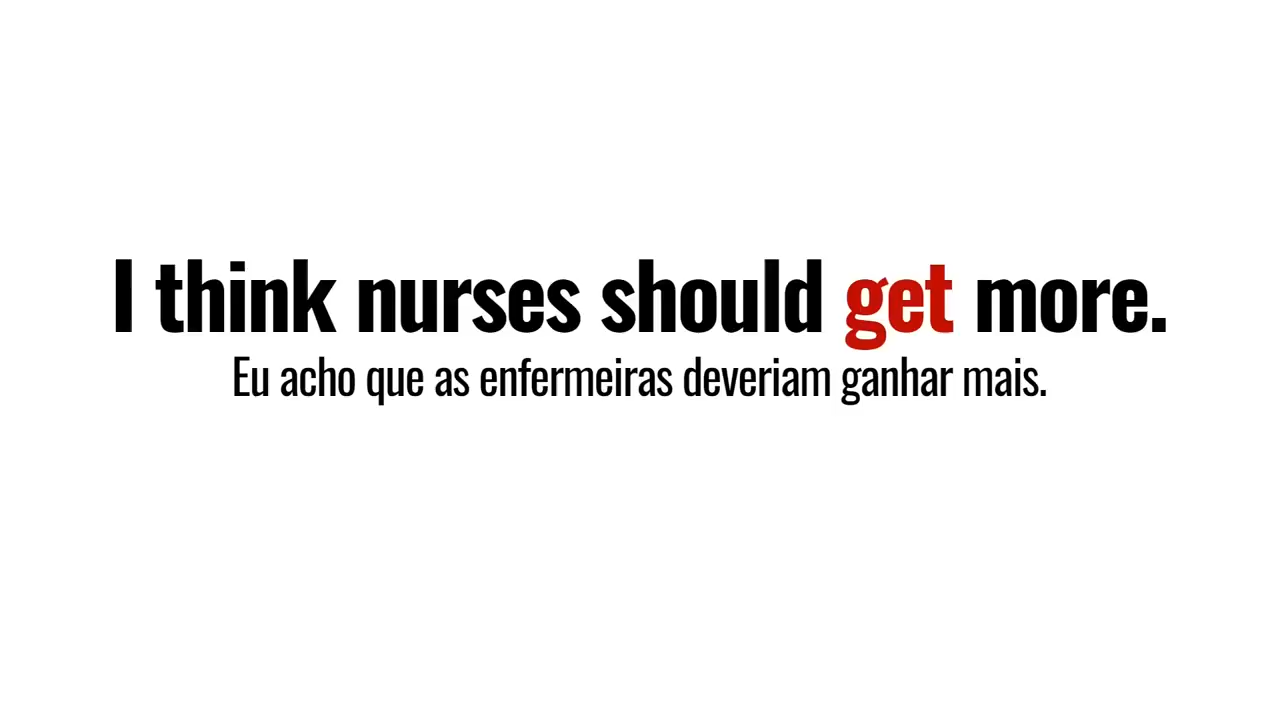 I think nurses should get more.
Eu acho que as enfermeiras deveriam ganhar mais.